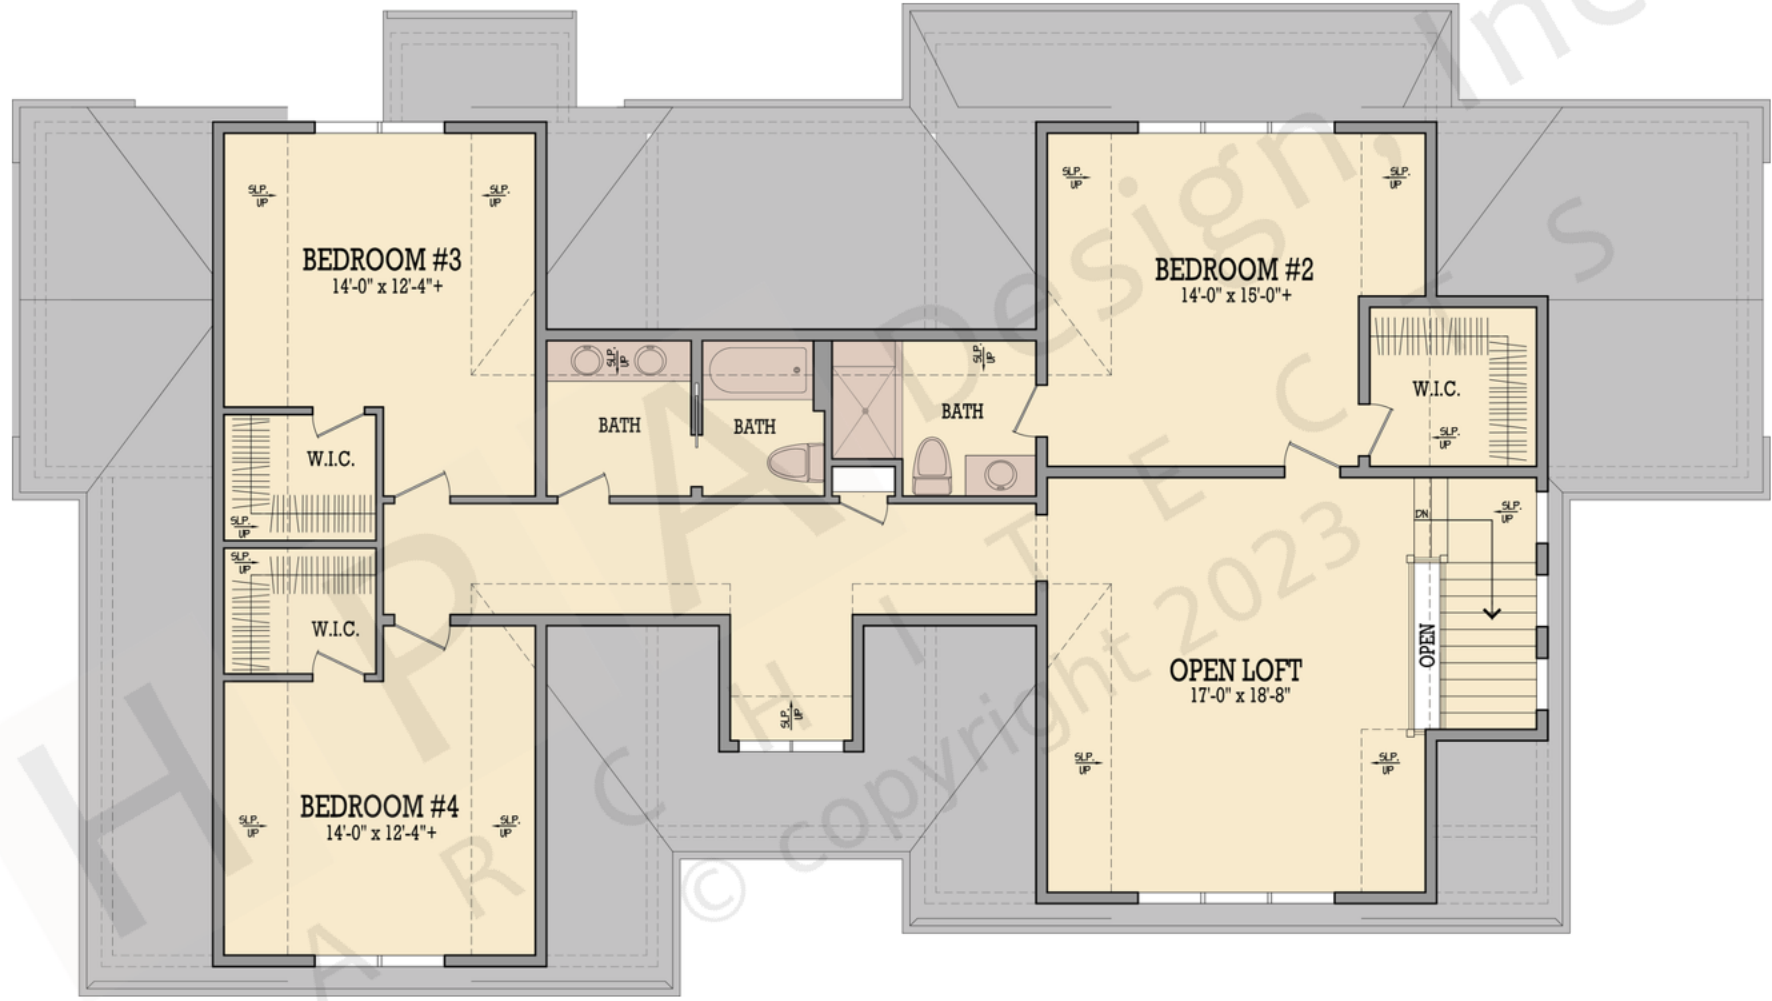 SLP.
UP
SLP.
UP
BEDROOM #3
14'-0" x 12'-4"+
SLP.
UP
SLP.
UP
BEDROOM #2
14'-0" x 15'-0"+
SLP.
UP
BATH
BATH
SLP.
UP
BATH
W.I.C.
SLP.
UP
W.I.C.
SLP.
UP
SLP.
UP
W.I.C.
DN
SLP.
UP
OPEN
OPEN LOFT
17'-0" x 18'-8"
SLP.
UP
SLP.
UP
SLP.
UP
BEDROOM #4
14'-0" x 12'-4"+
SLP.
UP
SLP.
UP
HPA Design, Inc
ARCHITECTS
© copyright 2023